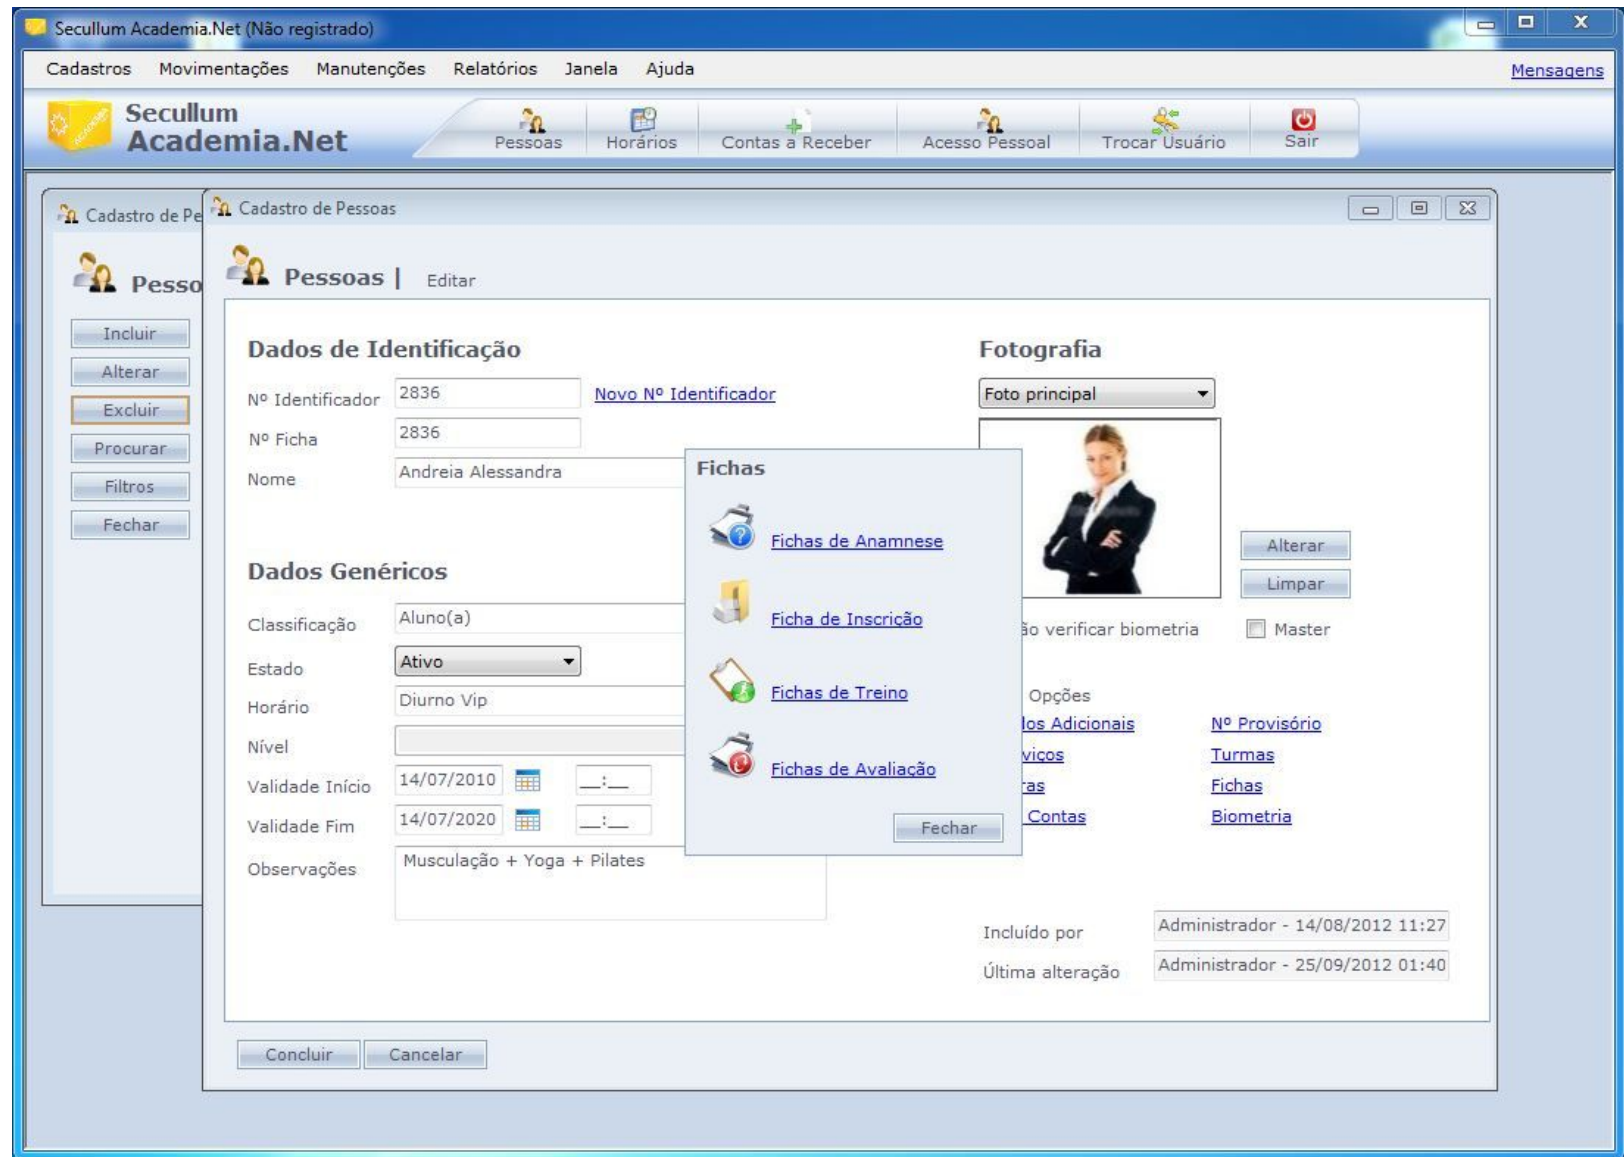 Secullum Academia.Net (Não registrado)
Cadastros Movimentações Manutenções Relatórios Janela Ajuda Mensagens
Secullum
Academia.Net
ACADEMIA
Pessoas Horários Contas a Receber Acesso Pessoal Trocar Usuário Sair
Cadastro de Pe
Pesso
Incluir
Alterar
Excluir
Procurar
Filtros
Fechar
Cadastro de Pessoas
Pessoas | Editar
Dados de Identificação
Nº Identificador 2836 Novo Nº Identificador
Nº Ficha 2836
Nome Andreia Alessandra
Dados Genéricos
Classificação Aluno(a)
Estado Ativo
Horário Diurno Vip
Nível
Validade Início 14/07/2010 __:__
Validade Fim 14/07/2020 __:__
Observações Musculação + Yoga + Pilates
Fichas
Fichas de Anamnese
Ficha de Inscrição
Fichas de Treino
Fichas de Avaliação
Fechar
Fotografia
Foto principal
Alterar
Limpar
ão verificar biometria Master
Opções
los Adicionais Nº Provisório
viços Turmas
ras Fichas
Contas Biometria
Incluído por Administrador - 14/08/2012 11:27
Última alteração Administrador - 25/09/2012 01:40
Concluir Cancelar